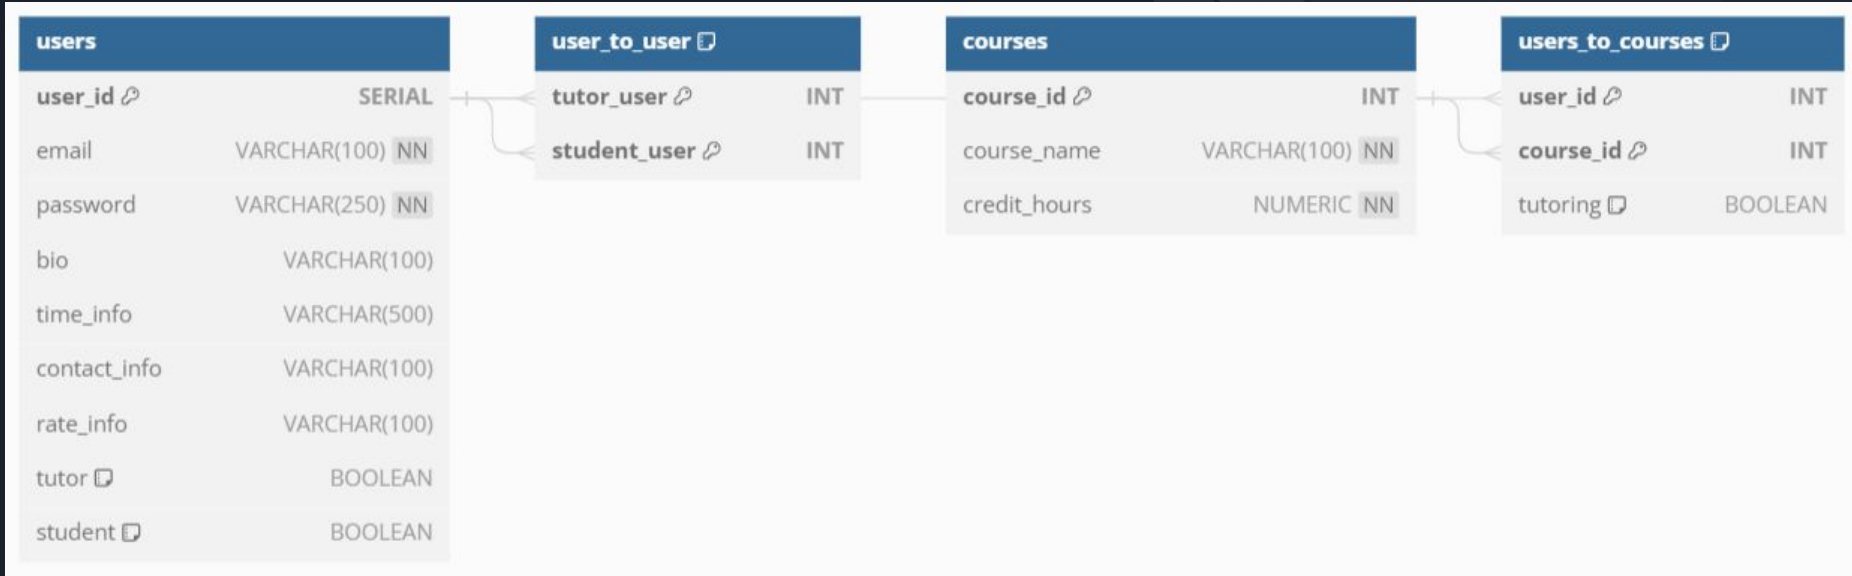 users
user_id SERIAL
email VARCHAR(100) NN
password VARCHAR(250) NN
bio VARCHAR(100)
time_info VARCHAR(500)
contact_info VARCHAR(100)
rate_info VARCHAR(100)
tutor BOOLEAN
student BOOLEAN
user_to_user
tutor_user INT
student_user INT
courses
course_id INT
course_name VARCHAR(100) NN
credit_hours NUMERIC NN
users_to_courses
user_id INT
course_id INT
tutoring BOOLEAN